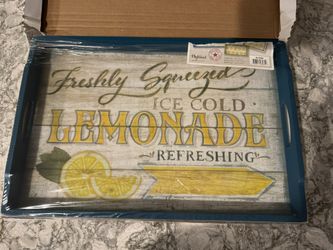 Freshly Squeezed
ICE COLD
LEMONADE
REFRESHING